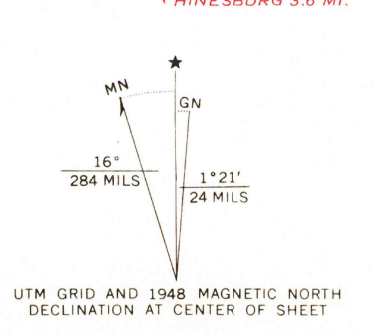 HINESBURG 3.6 MI.
★
MN
GN
16°
284 MILS
1°21'
24 MILS
UTM GRID AND 1948 MAGNETIC NORTH
DECLINATION AT CENTER OF SHEET